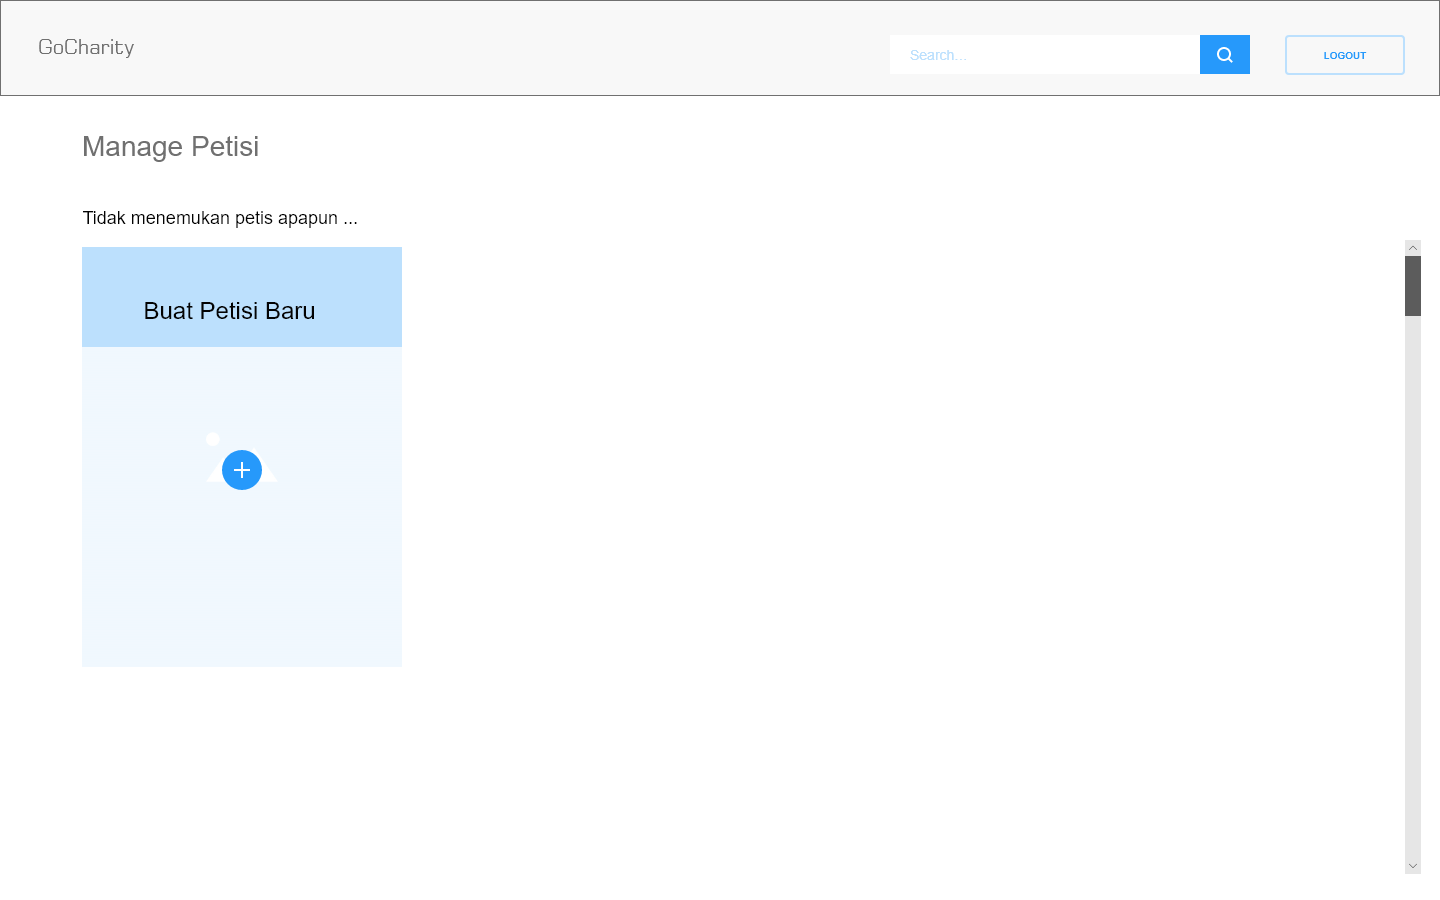 GoCharity
Search...
LOGOUT
Manage Petisi
Tidak menemukan petis apapun ...
Buat Petisi Baru